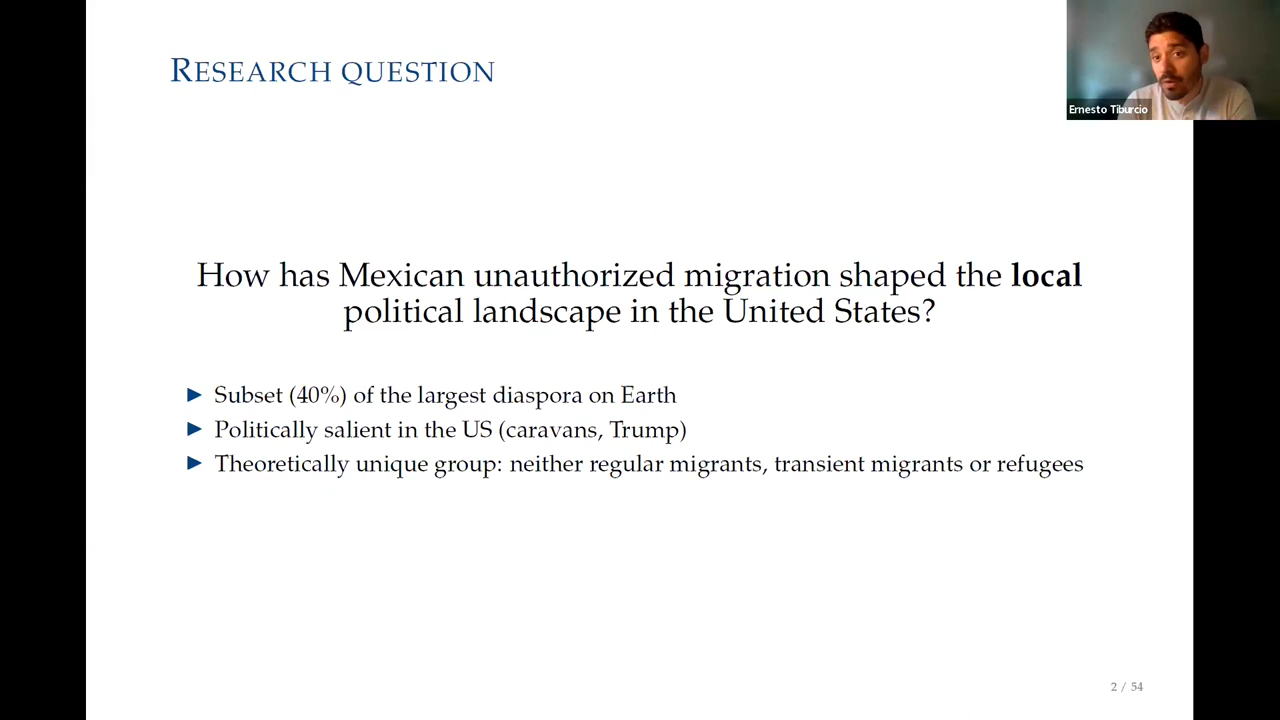 RESEARCH QUESTION
Ernesto Tiburcio
How has Mexican unauthorized migration shaped the local
political landscape in the United States?
► Subset (40%) of the largest diaspora on Earth
► Politically salient in the US (caravans, Trump)
► Theoretically unique group: neither regular migrants, transient migrants or refugees
2 / 54